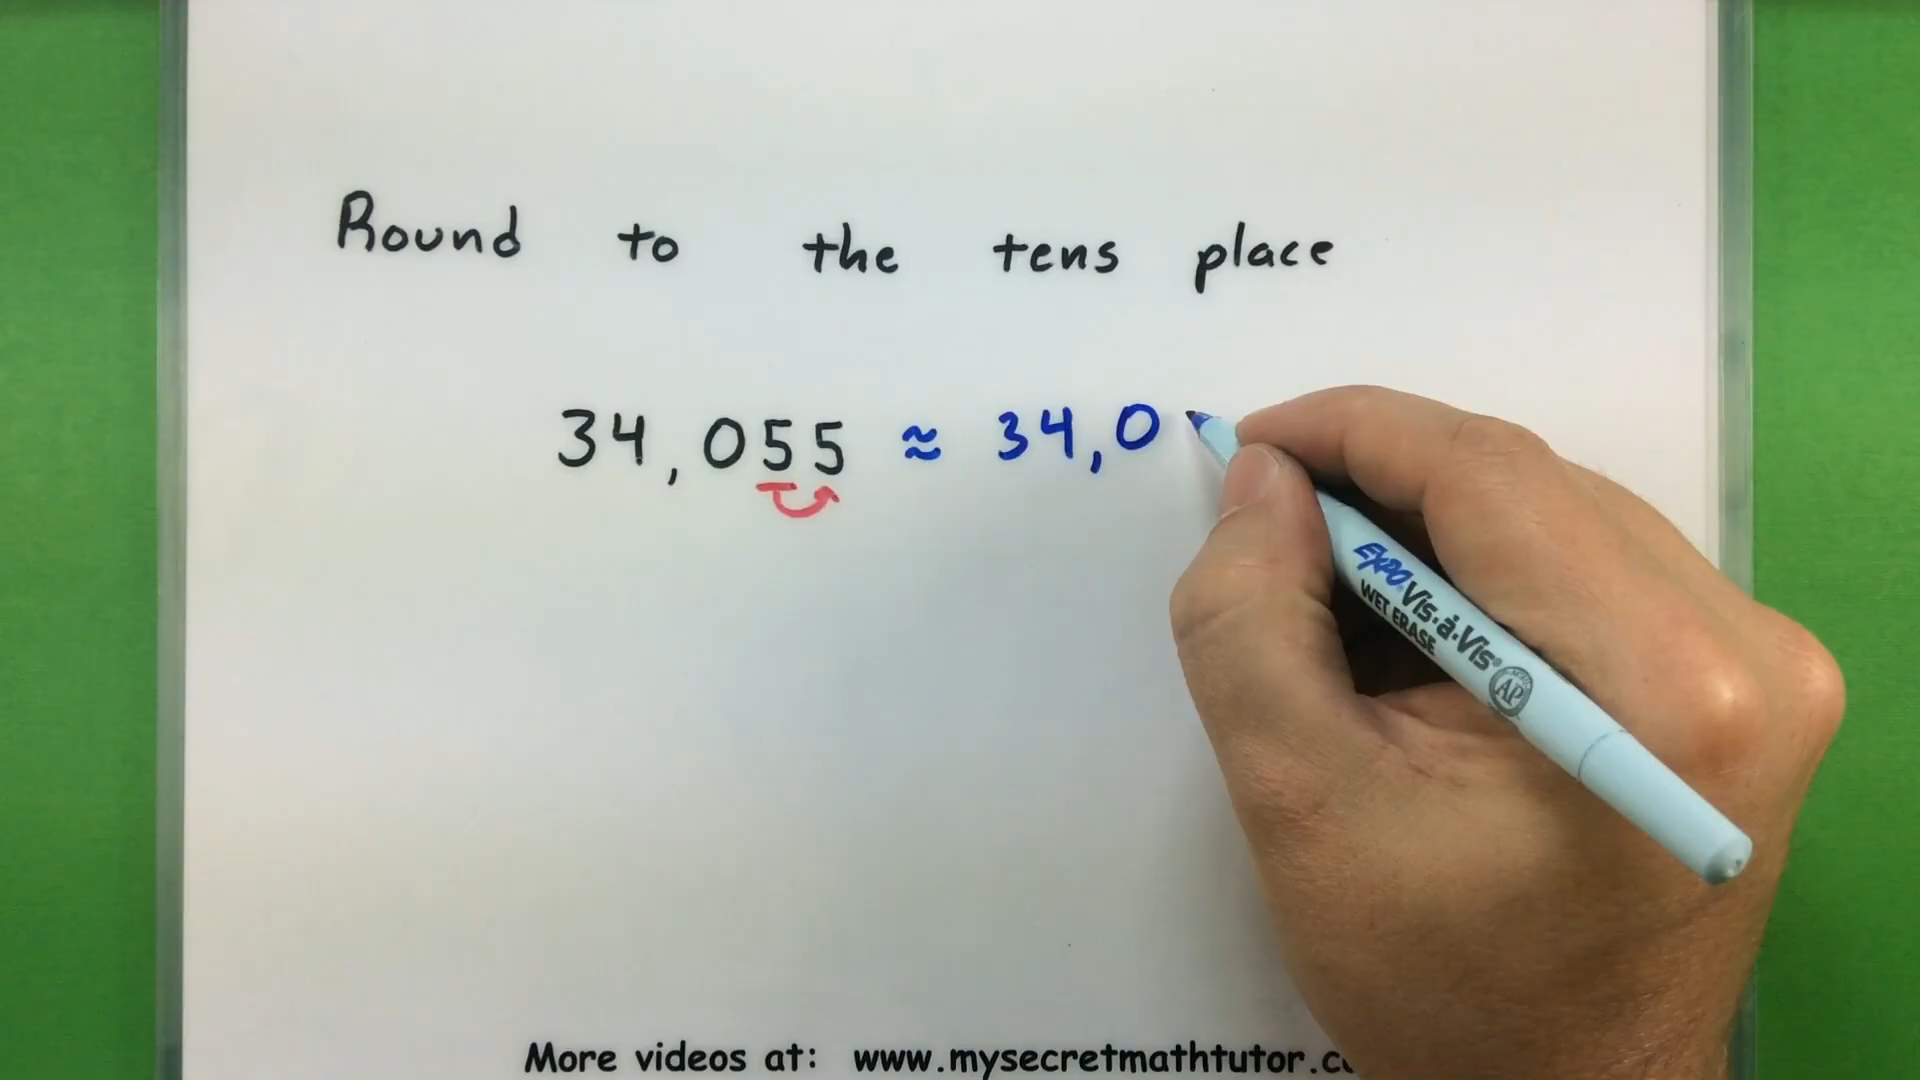 Round to the tens place
34,055 ≈ 34,0
EXPO Vis·à·Vis®
WET ERASE
AP
More videos at: www.mysecretmathtutor.c